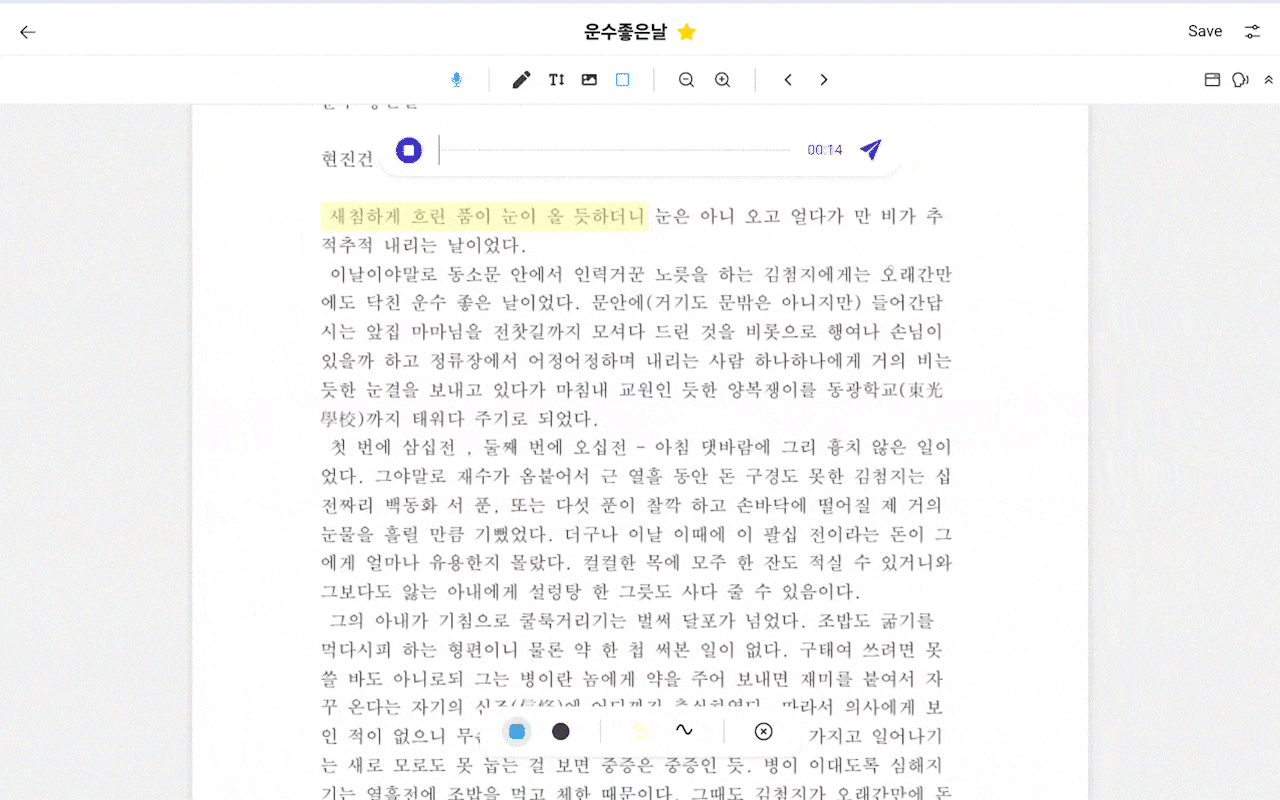 운수좋은날 ⭐
Save
T
현진건
00:14
새침하게 흐린 품이 눈이 올 듯하더니 눈은 아니 오고 얼다가 만 비가 추
적추적 내리는 날이었다.
이날이야말로 동소문 안에서 인력거꾼 노릇을 하는 김첨지에게는 오래간만
에도 닥친 운수 좋은 날이었다. 문안에(거기도 문밖은 아니지만) 들어간답
시는 앞집 마마님을 전찻길까지 모셔다 드린 것을 비롯으로 행여나 손님이
있을까 하고 정류장에서 어정어정하며 내리는 사람 하나하나에게 거의 비는
듯한 눈결을 보내고 있다가 마침내 교원인 듯한 양복쟁이를 동광학교(東光
學校)까지 태워다 주기로 되었다.
첫 번에 삼십전 , 둘째 번에 오십전 - 아침 댓바람에 그리 흉치 않은 일이
었다. 그야말로 재수가 옴붙어서 근 열흘 동안 돈 구경도 못한 김첨지는 십
전짜리 백동화 서 푼, 또는 다섯 푼이 찰깍 하고 손바닥에 떨어질 제 거의
눈물을 흘릴 만큼 기뻤었다. 더구나 이날 이때에 이 팔십 전이라는 돈이 그
에게 얼마나 유용한지 몰랐다. 컬컬한 목에 모주 한 잔도 적실 수 있거니와
그보다도 앓는 아내에게 설렁탕 한 그릇도 사다 줄 수 있음이다.
그의 아내가 기침으로 쿨룩거리기는 벌써 달포가 넘었다. 조밥도 굶기를
먹다시피 하는 형편이니 물론 약 한 첩 써본 일이 없다. 구태여 쓰려면 못
쓸 바도 아니로되 그는 병이란 놈에게 약을 주어 보내면 재미를 붙여서 자
꾸 온다는 자기의 따라서 의사에게 보
인 적이 없으니 가지고 일어나기
는 새로 모로도 못 눕는 걸 보면 중증은 중증인 듯. 병이 이대도록 심해지
기는 열흘전에 조밥을 먹고 체한 때문이다. 그때도 김첨지가 오래간만에 돈